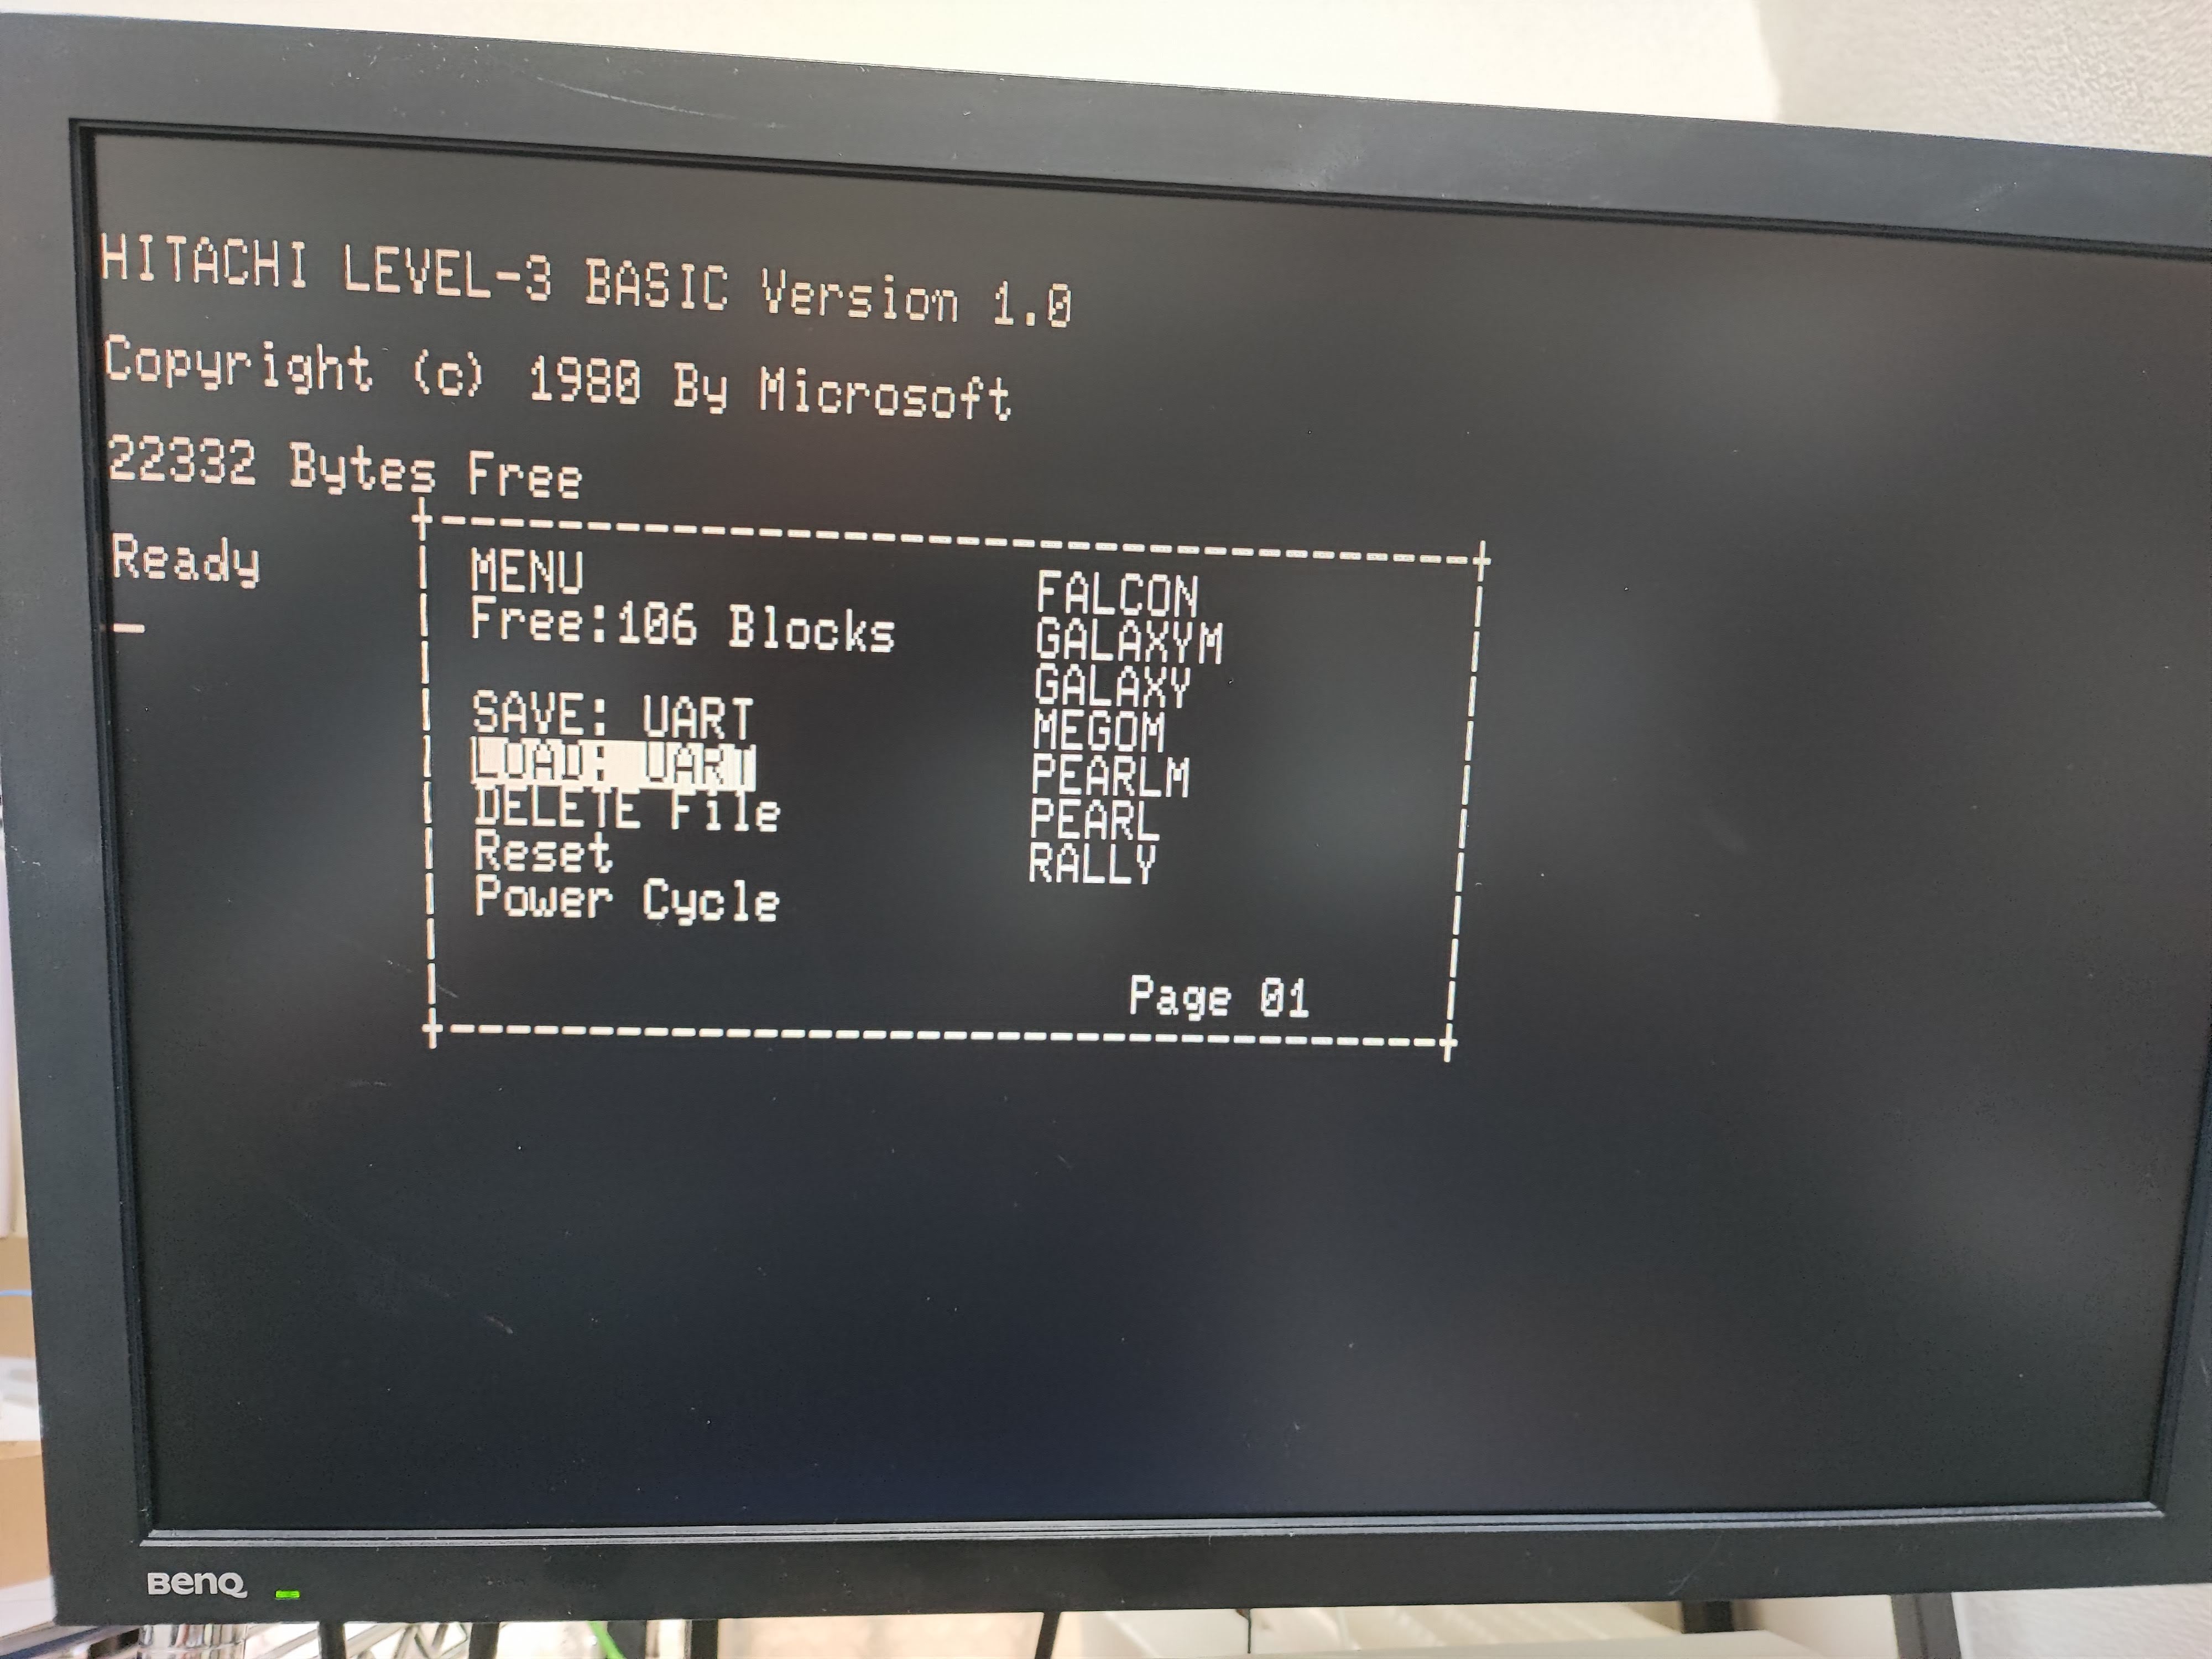 HITACHI LEVEL-3 BASIC Version 1.0
Copyright (c) 1980 By Microsoft
22332 Bytes Free
Ready
MENU
Free:106 Blocks
SAVE: UART
LOAD: UART
DELETE File
Reset
Power Cycle
FALCON
GALAXYM
GALAXY
MEGOM
PEARLM
PEARL
RALLY
Page 01
BenQ